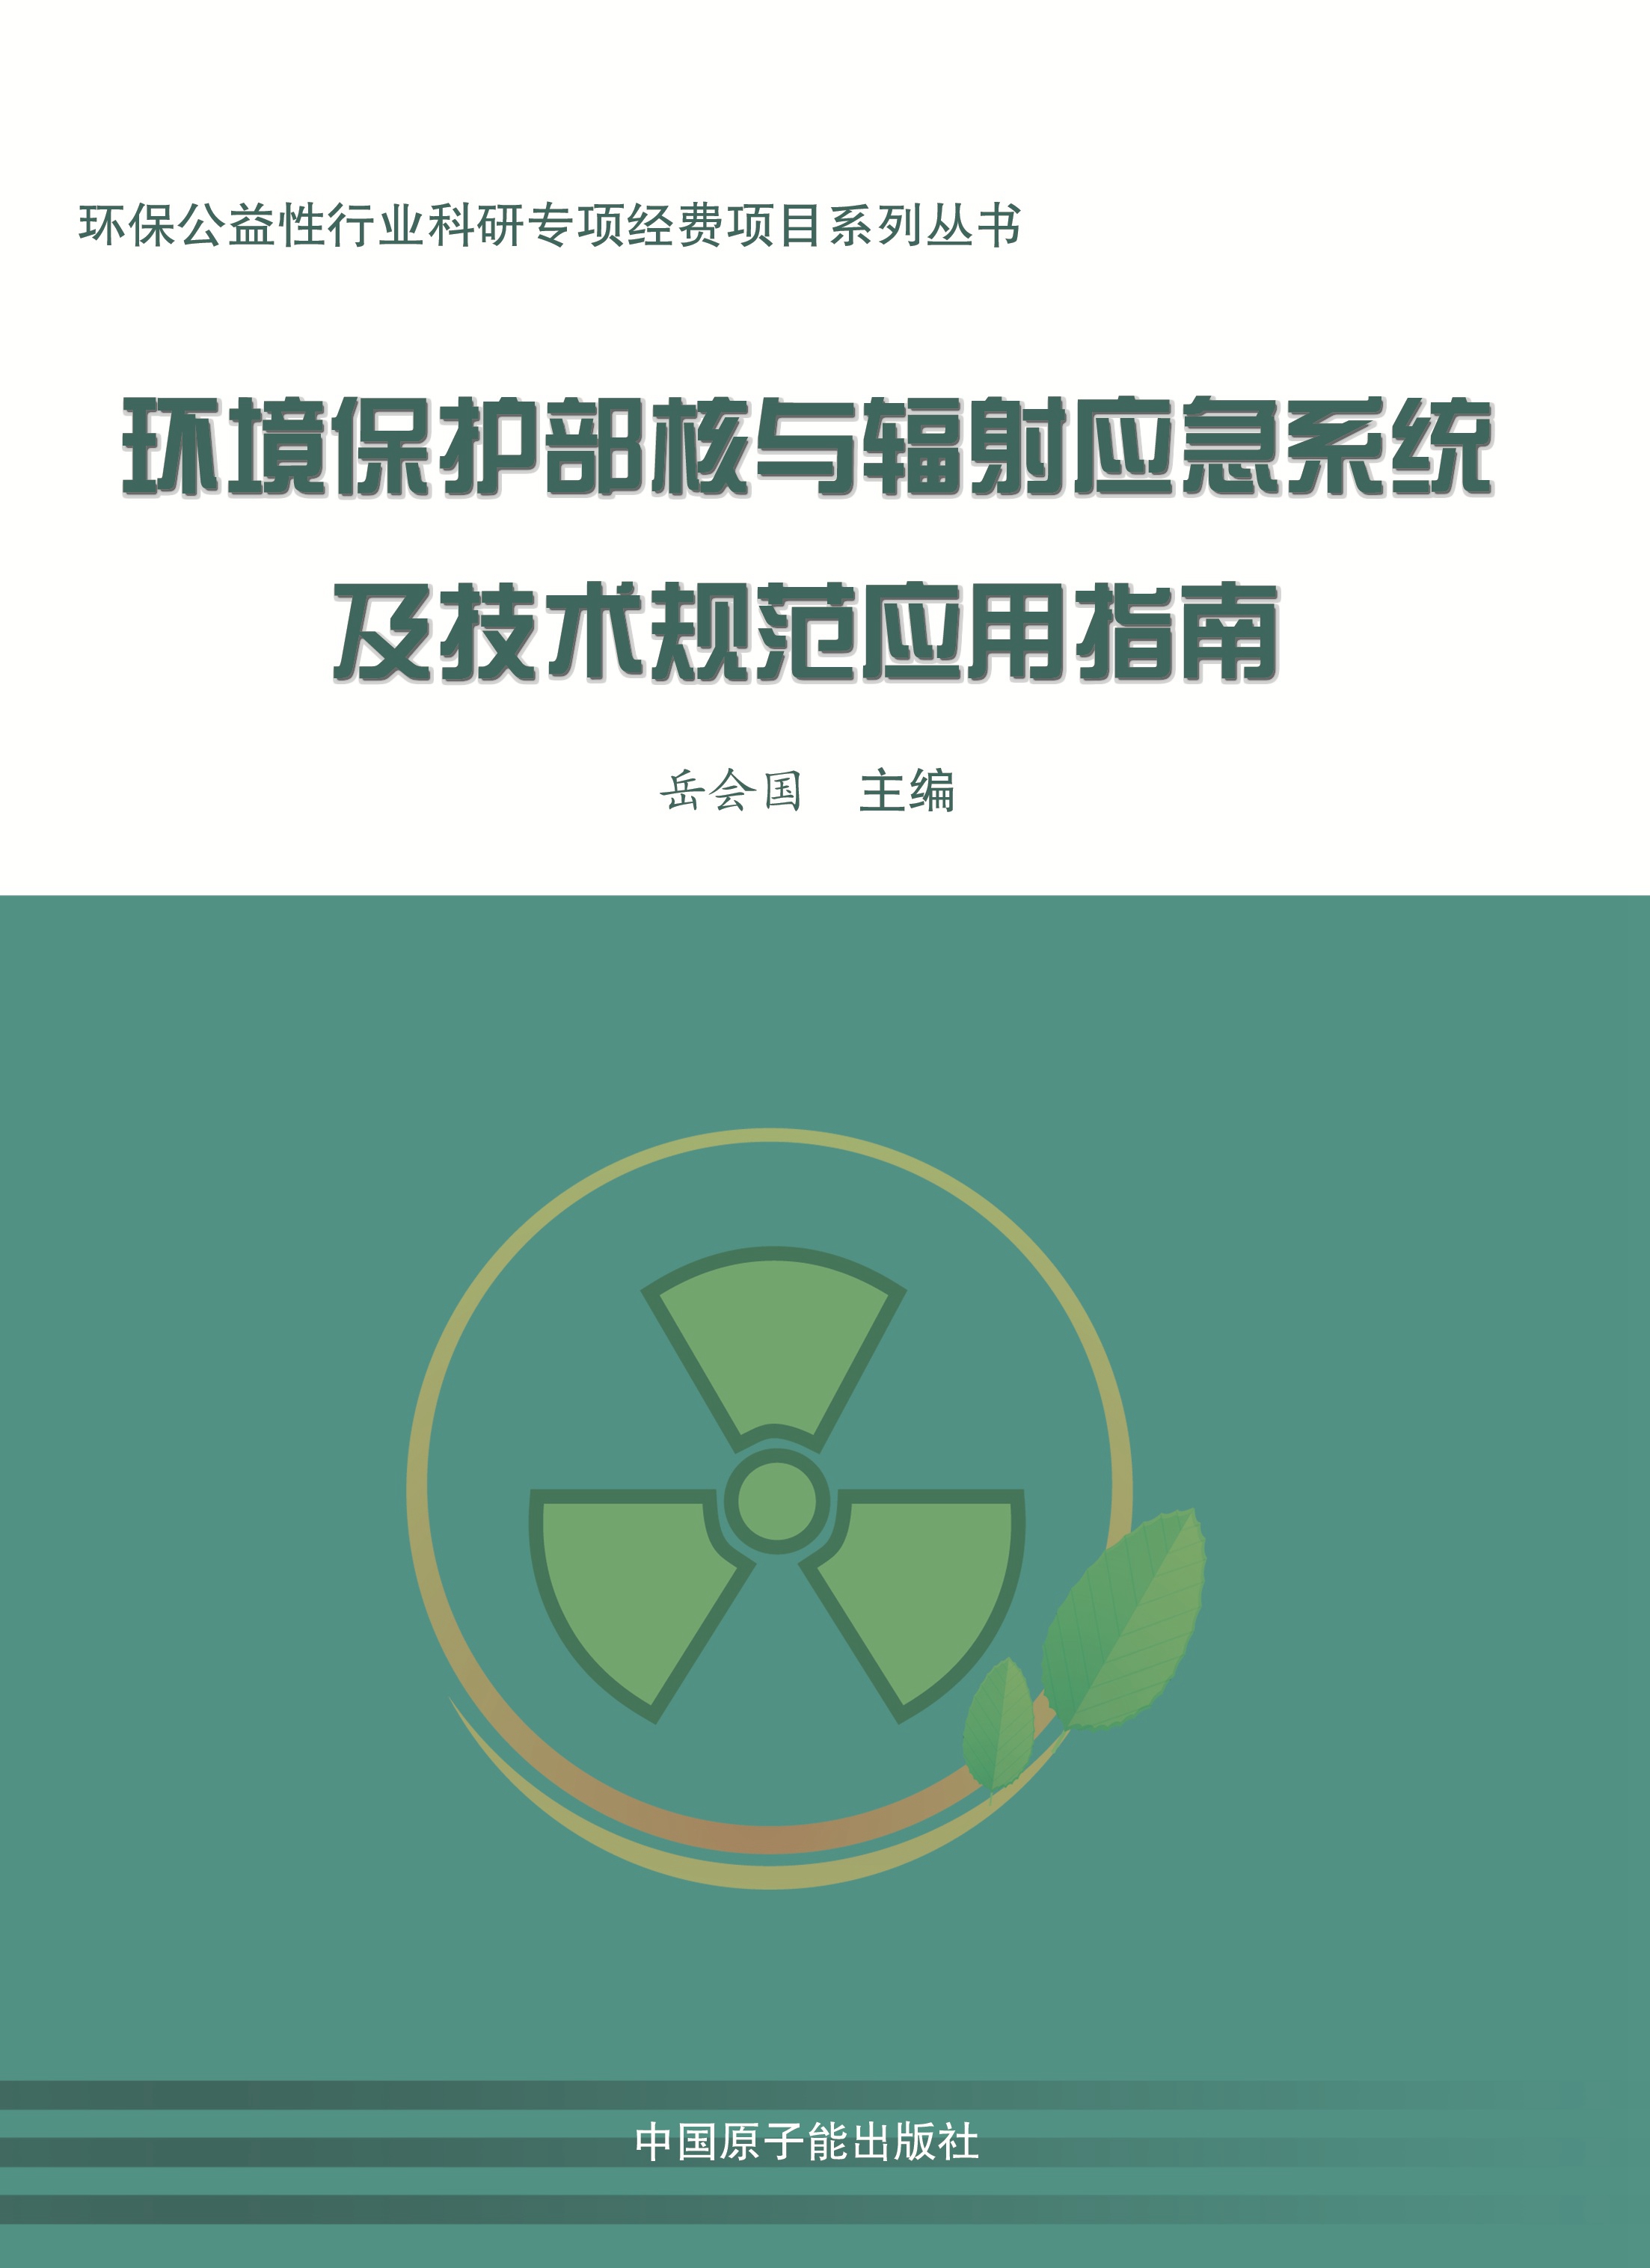 环保公益性行业科研专项经费项目系列丛书
环境保护部核与辐射应急系统
及技术规范应用指南
岳会国 主编
中国原子能出版社